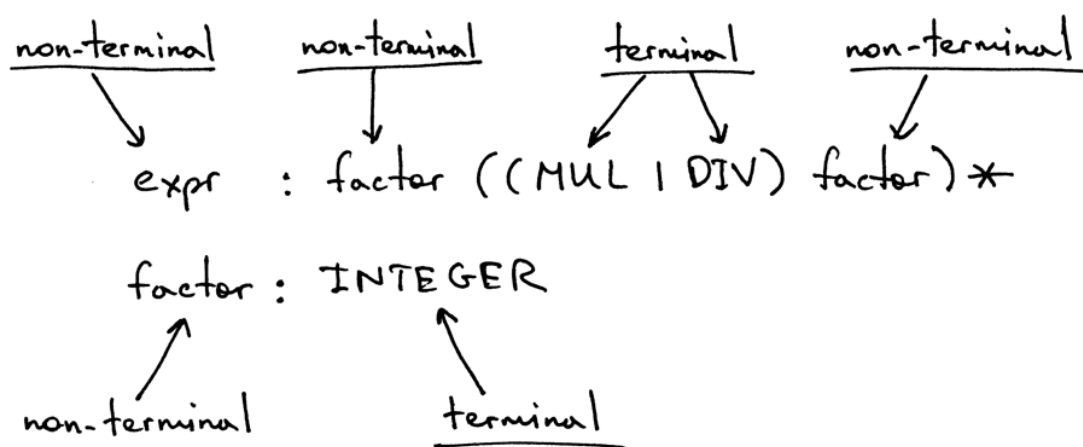 non-terminal non-terminal terminal non-terminal
expr : factor ((MUL | DIV) factor)*
factor : INTEGER
non-terminal terminal